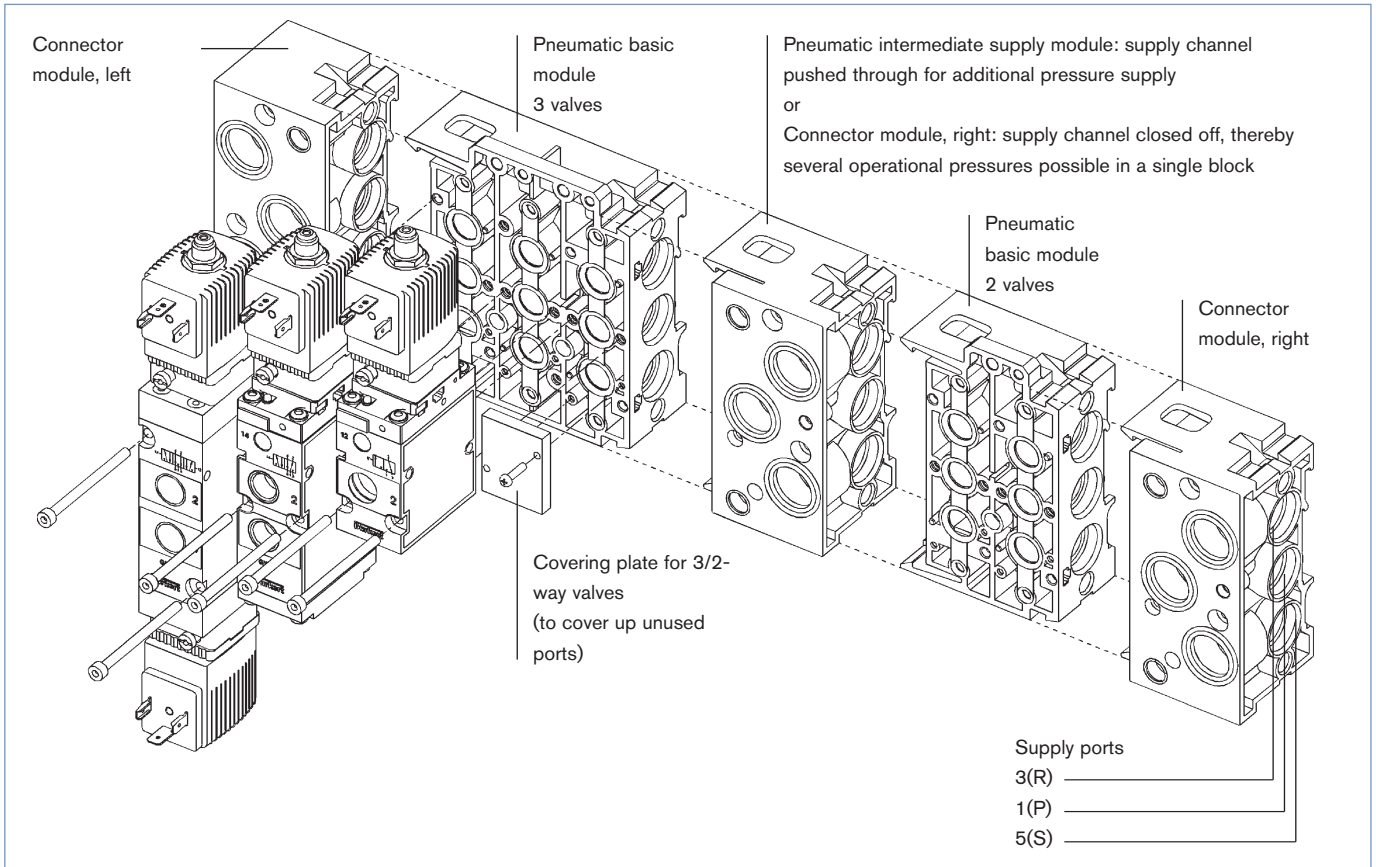 Connector
module, left
Pneumatic basic
module
3 valves
Pneumatic intermediate supply module: supply channel
pushed through for additional pressure supply
or
Connector module, right: supply channel closed off, thereby
several operational pressures possible in a single block
Pneumatic
basic module
2 valves
Connector
module, right
14
12
2
2
2
Covering plate for 3/2-
way valves
(to cover up unused
ports)
Supply ports
3(R)
1(P)
5(S)